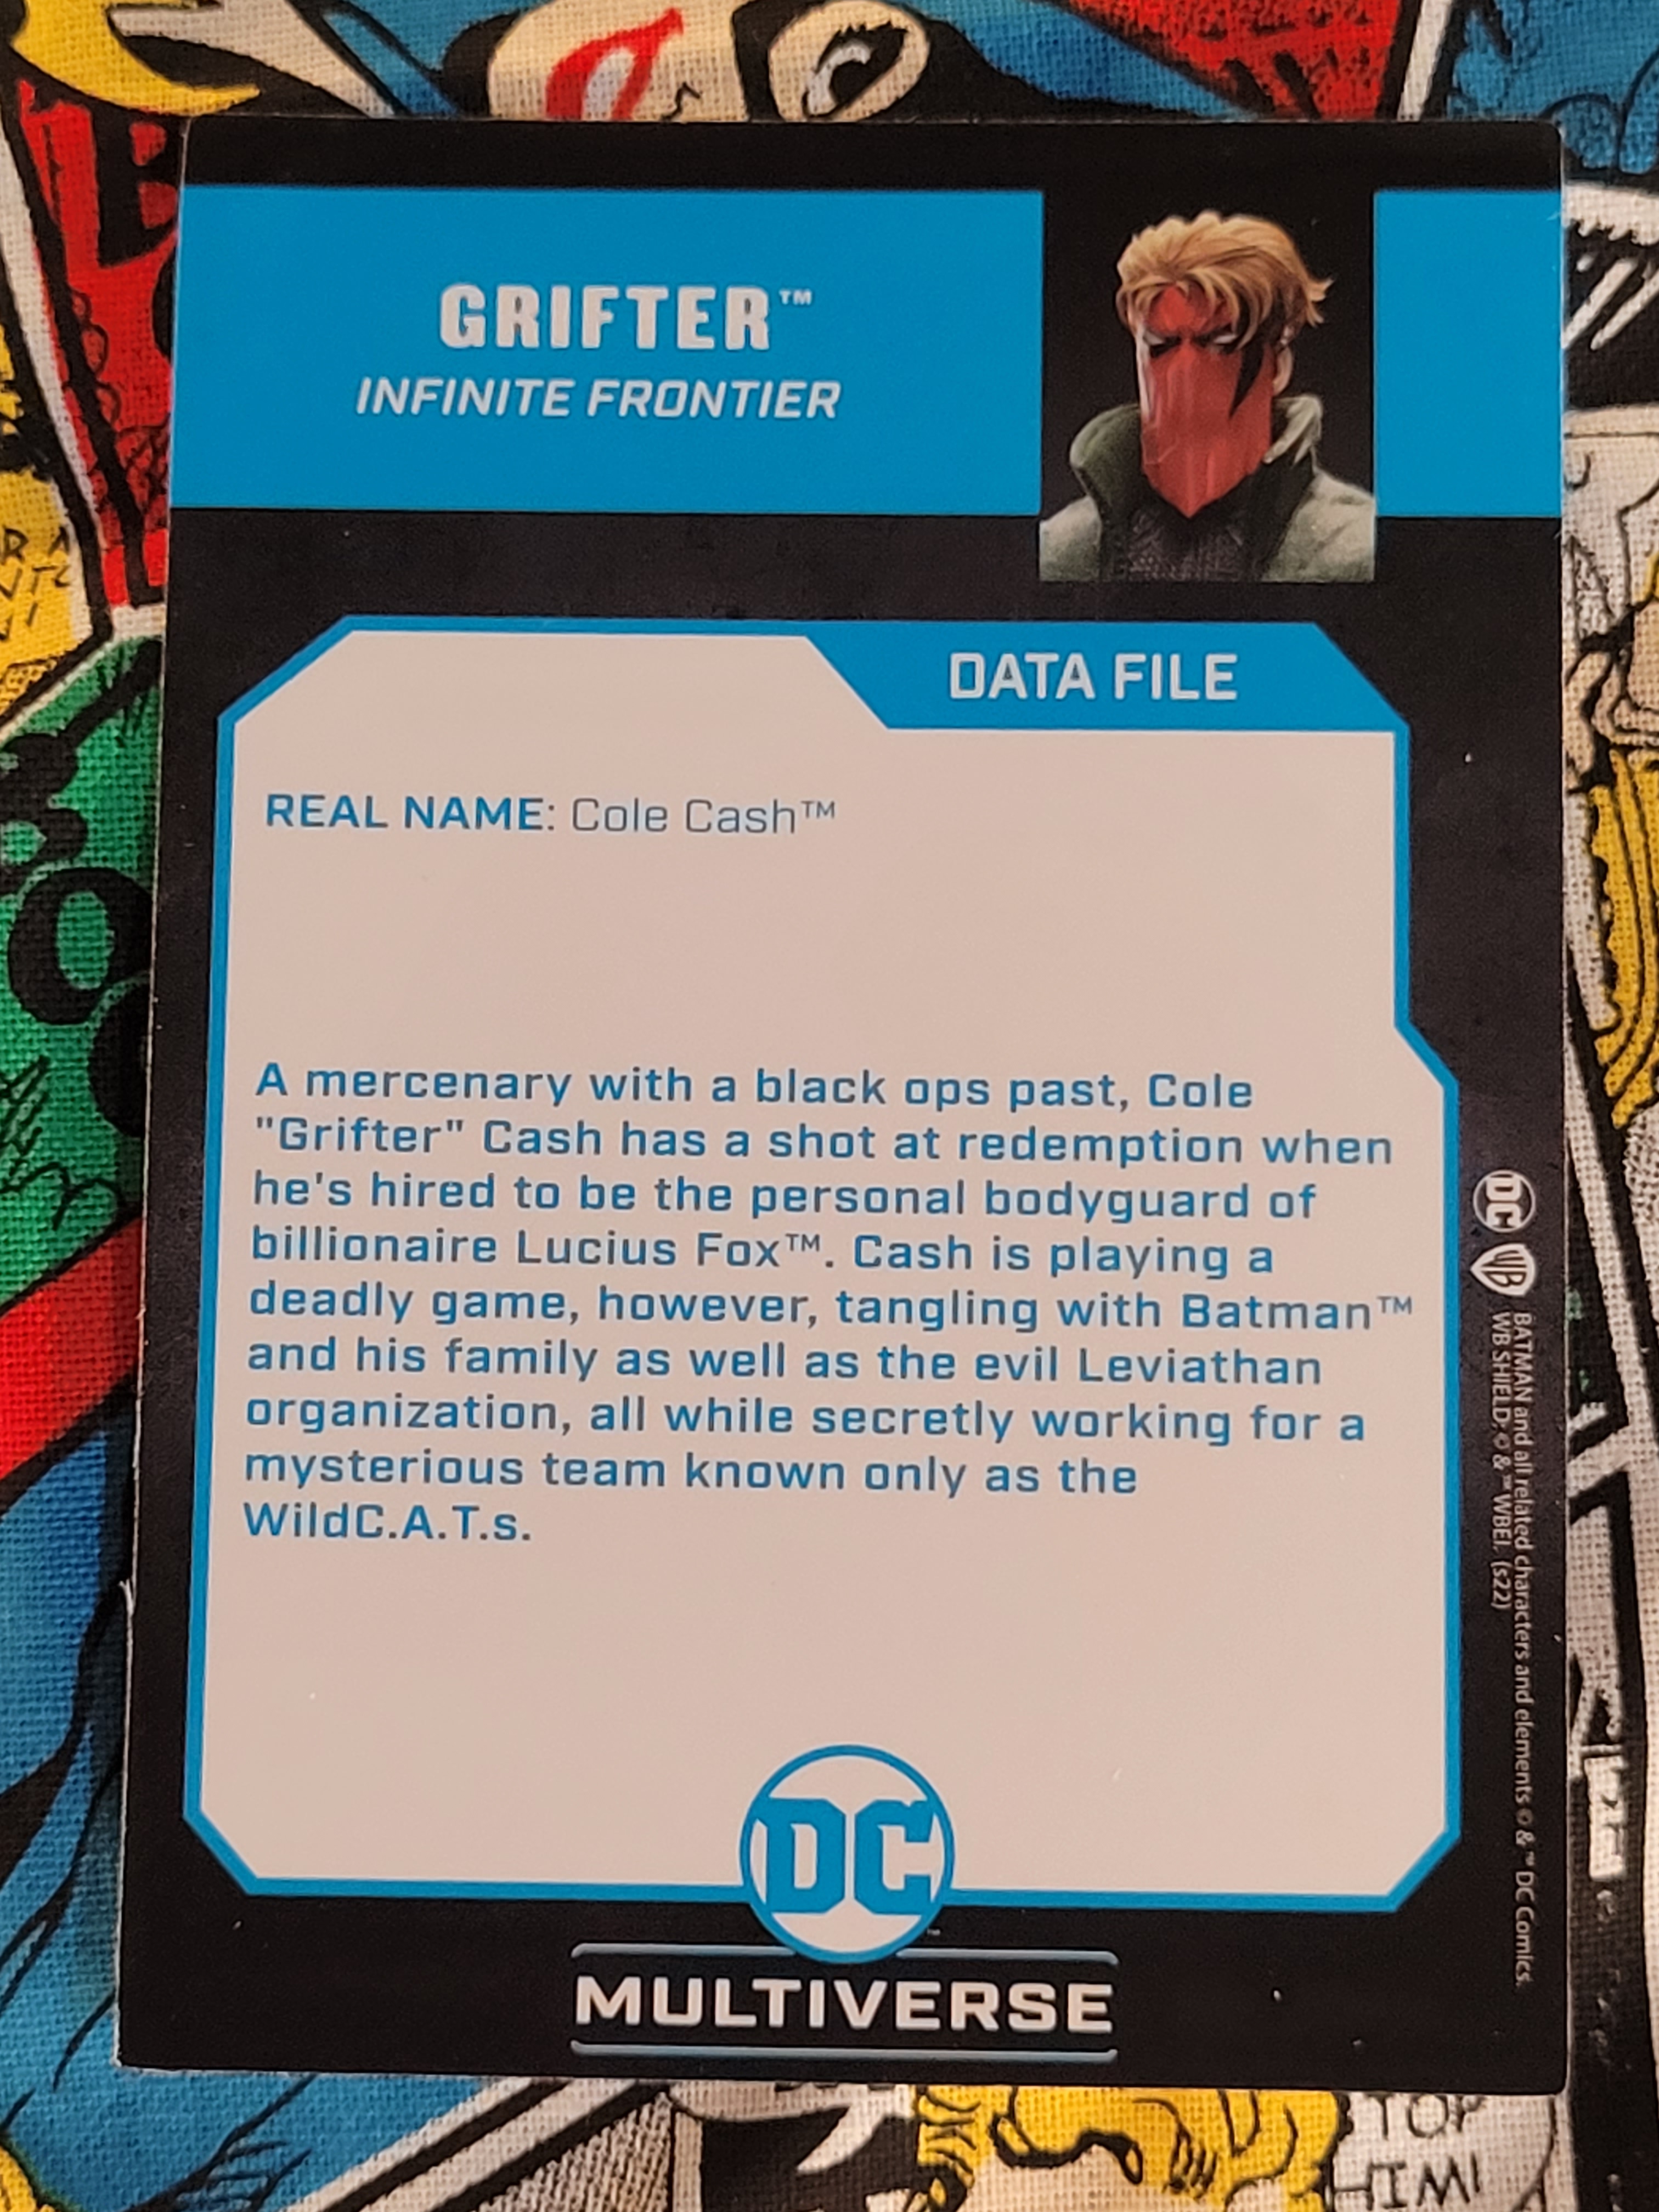 GRIFTER™
INFINITE FRONTIER
DATA FILE
REAL NAME: Cole Cash™
A mercenary with a black ops past, Cole
"Grifter" Cash has a shot at redemption when
he's hired to be the personal bodyguard of
billionaire Lucius Fox™. Cash is playing a
deadly game, however, tangling with Batman™
and his family as well as the evil Leviathan
organization, all while secretly working for a
mysterious team known only as the
WildC.A.T.s.
DC™
MULTIVERSE
DC WB
BATMAN and all related characters and elements © & ™ DC Comics.
WB SHIELD: © & ™ WBEI. (s22)
TOP
HIM!